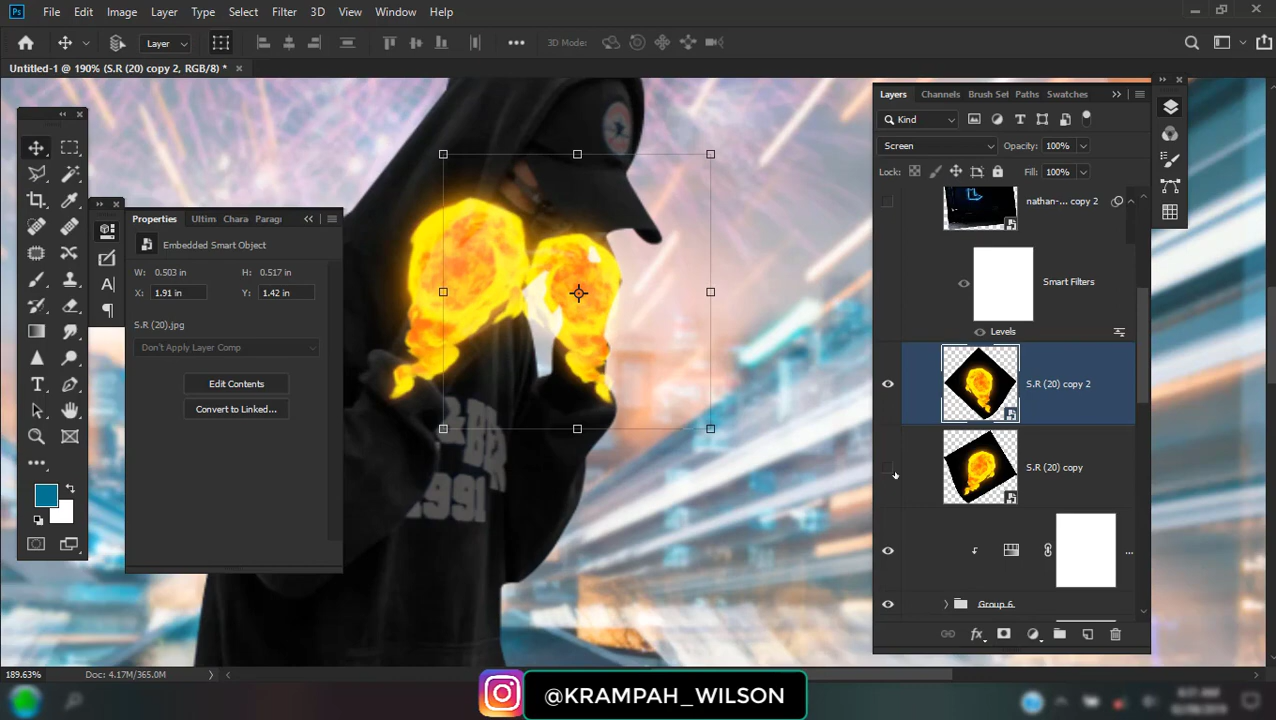 Ps File Edit Image Layer Type Select Filter 3D View Window Help
Layer 3D Mode:
Untitled-1 @ 190% (S.R (20) copy 2, RGB/8) *
Layers Channels Brush Sel Paths Swatches
Kind
Screen Opacity: 100%
Lock: Fill: 100%
nathan-... copy 2
Smart Filters
Levels
S.R (20) copy 2
S.R (20) copy
Group 6
Properties Ultim Chara Paragi
Embedded Smart Object
W: 0.503 in H: 0.517 in
X: 1.91 in Y: 1.42 in
S.R (20).jpg
Don't Apply Layer Comp
Edit Contents
Convert to Linked...
1991
189.63% Doc: 4.17M/365.0M
@KRAMPAH_WILSON